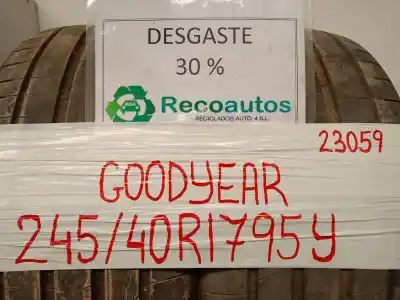 DESGASTE
30 %
Recoautos
RECICLADOS AUTO 4 S.L.
23059
GOODYEAR
245/40R1795Y